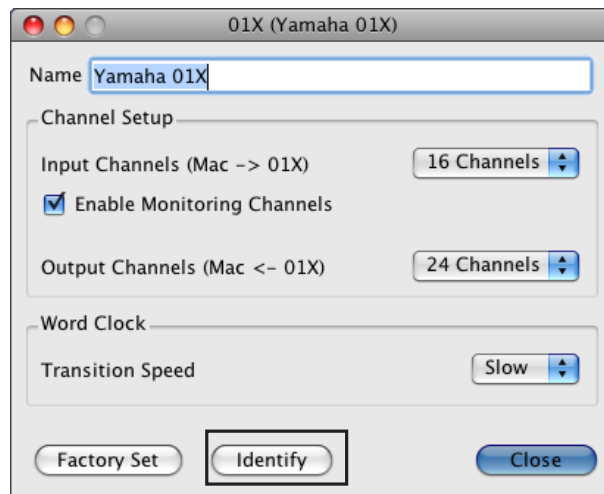 01X (Yamaha 01X)
Name Yamaha 01X
Channel Setup
Input Channels (Mac -> 01X) 16 Channels
Enable Monitoring Channels
Output Channels (Mac <- 01X) 24 Channels
Word Clock
Transition Speed Slow
Factory Set Identify Close